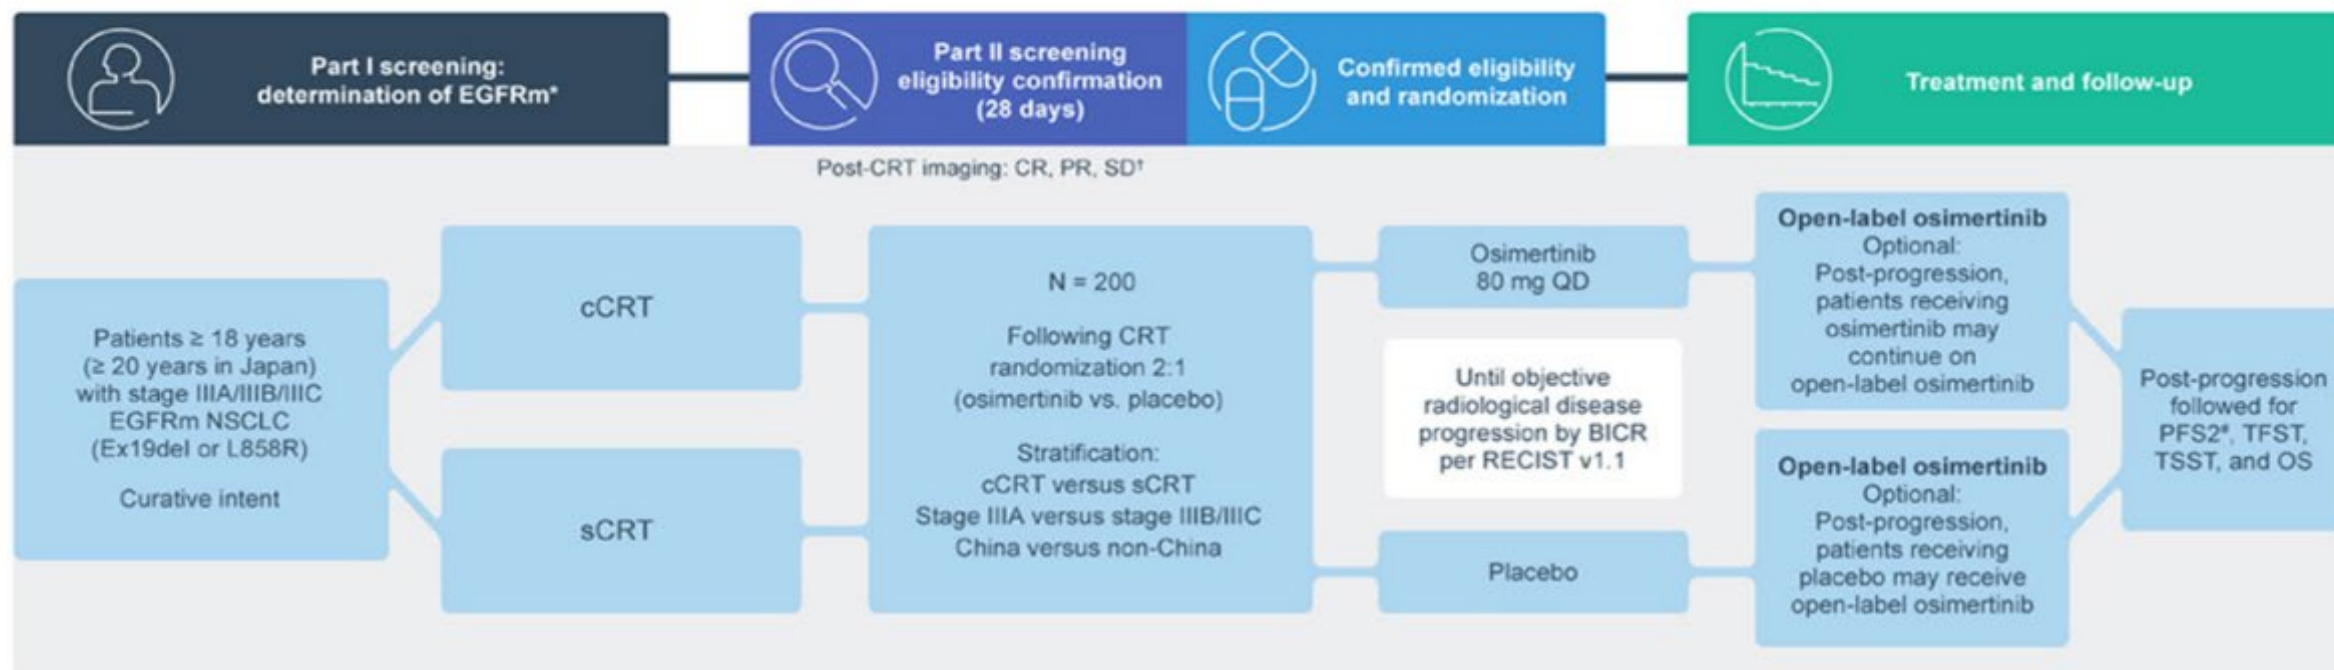 Part I screening:
determination of EGFRm*
Part II screening
eligibility confirmation
(28 days)
Confirmed eligibility
and randomization
Treatment and follow-up
Post-CRT imaging: CR, PR, SD†
Patients ≥ 18 years
(≥ 20 years in Japan)
with stage IIIA/IIIB/IIIC
EGFRm NSCLC
(Ex19del or L858R)
Curative intent
cCRT
sCRT
N = 200
Following CRT
randomization 2:1
(osimertinib vs. placebo)
Stratification:
cCRT versus sCRT
Stage IIIA versus stage IIIB/IIIC
China versus non-China
Osimertinib
80 mg QD
Until objective
radiological disease
progression by BICR
per RECIST v1.1
Placebo
Open-label osimertinib
Optional:
Post-progression,
patients receiving
osimertinib may
continue on
open-label osimertinib
Open-label osimertinib
Optional:
Post-progression,
patients receiving
placebo may receive
open-label osimertinib
Post-progression
followed for
PFS2#, TFST,
TSST, and OS